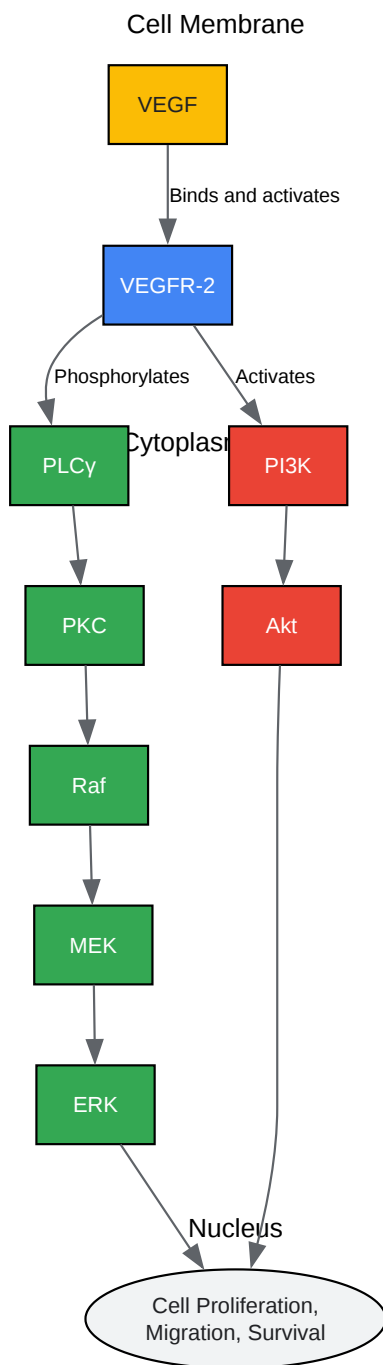 Cell Membrane
VEGF
Binds and activates
VEGFR-2
Phosphorylates
Activates
PLCγ
Cytoplasm
PI3K
PKC
Akt
Raf
MEK
ERK
Nucleus
Cell Proliferation,
Migration, Survival